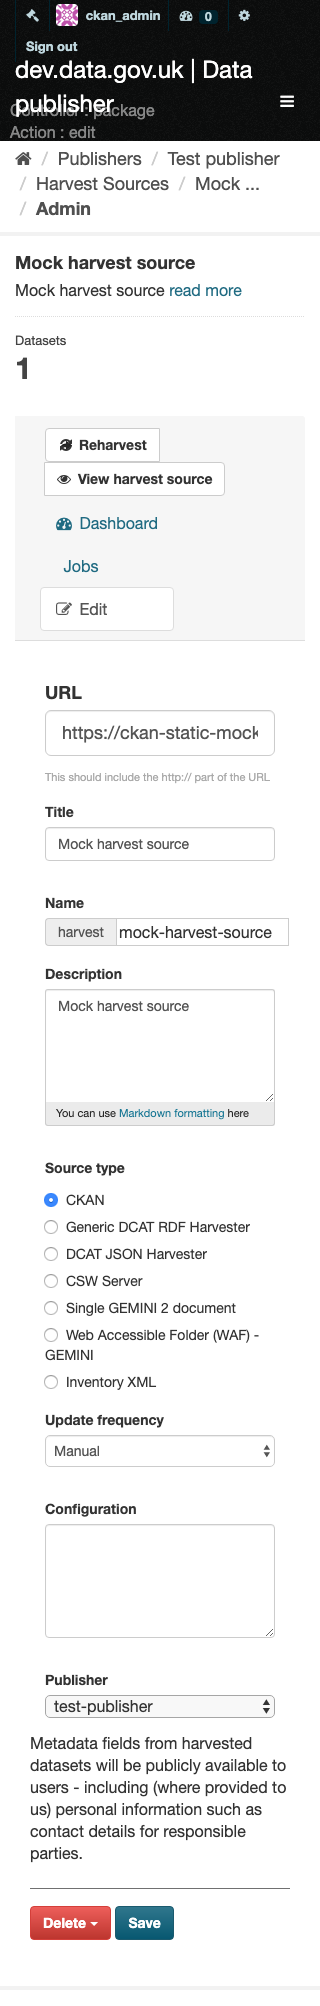 ckan_admin 0
Sign out
dev.data.gov.uk | Data
publisher
Controller : package
Action : edit
/ Publishers / Test publisher
/ Harvest Sources / Mock ...
/ Admin
Mock harvest source
Mock harvest source read more
Datasets
1
Reharvest
View harvest source
Dashboard
Jobs
Edit
URL
https://ckan-static-mock
This should include the http:// part of the URL
Title
Mock harvest source
Name
harvest mock-harvest-source
Description
Mock harvest source
You can use Markdown formatting here
Source type
CKAN
Generic DCAT RDF Harvester
DCAT JSON Harvester
CSW Server
Single GEMINI 2 document
Web Accessible Folder (WAF) -
GEMINI
Inventory XML
Update frequency
Manual
Configuration
Publisher
test-publisher
Metadata fields from harvested
datasets will be publicly available to
users - including (where provided to
us) personal information such as
contact details for responsible
parties.
Delete Save